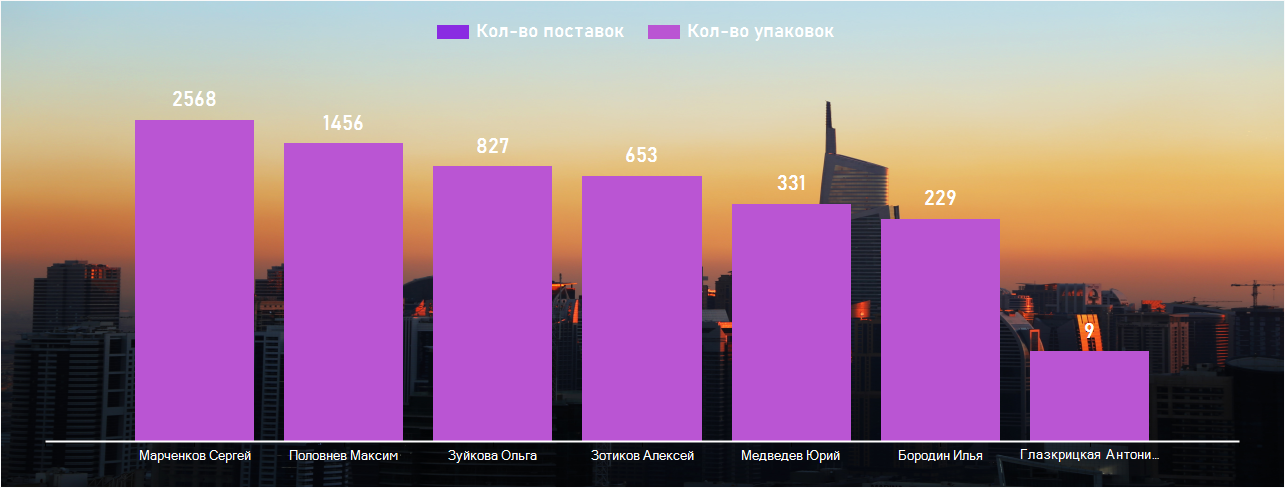 Кол-во поставок Кол-во упаковок
2568
1456
827
653
331
229
9
Марченков Сергей
Половнев Максим
Зуйкова Ольга
Зотиков Алексей
Медведев Юрий
Бородин Илья
Глазкрицкая Антони...